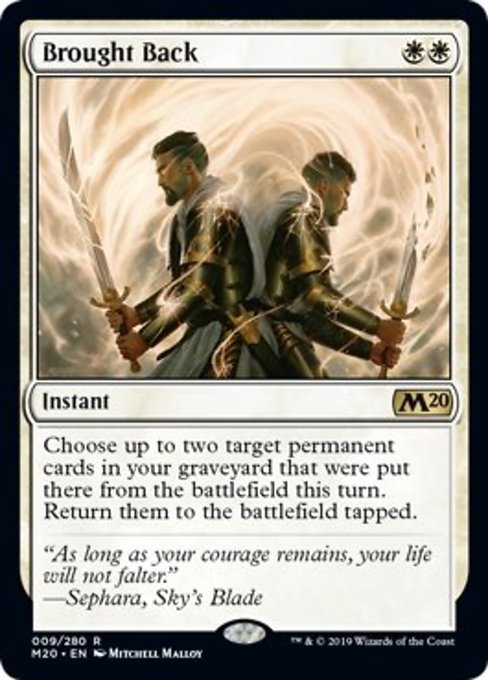 Brought Back
Instant
M20
Choose up to two target permanent
cards in your graveyard that were put
there from the battlefield this turn.
Return them to the battlefield tapped.
“As long as your courage remains, your life
will not falter.”
—Sephara, Sky’s Blade
009/280 R
M20 • EN Mitchell Malloy
™ & © 2019 Wizards of the Coast